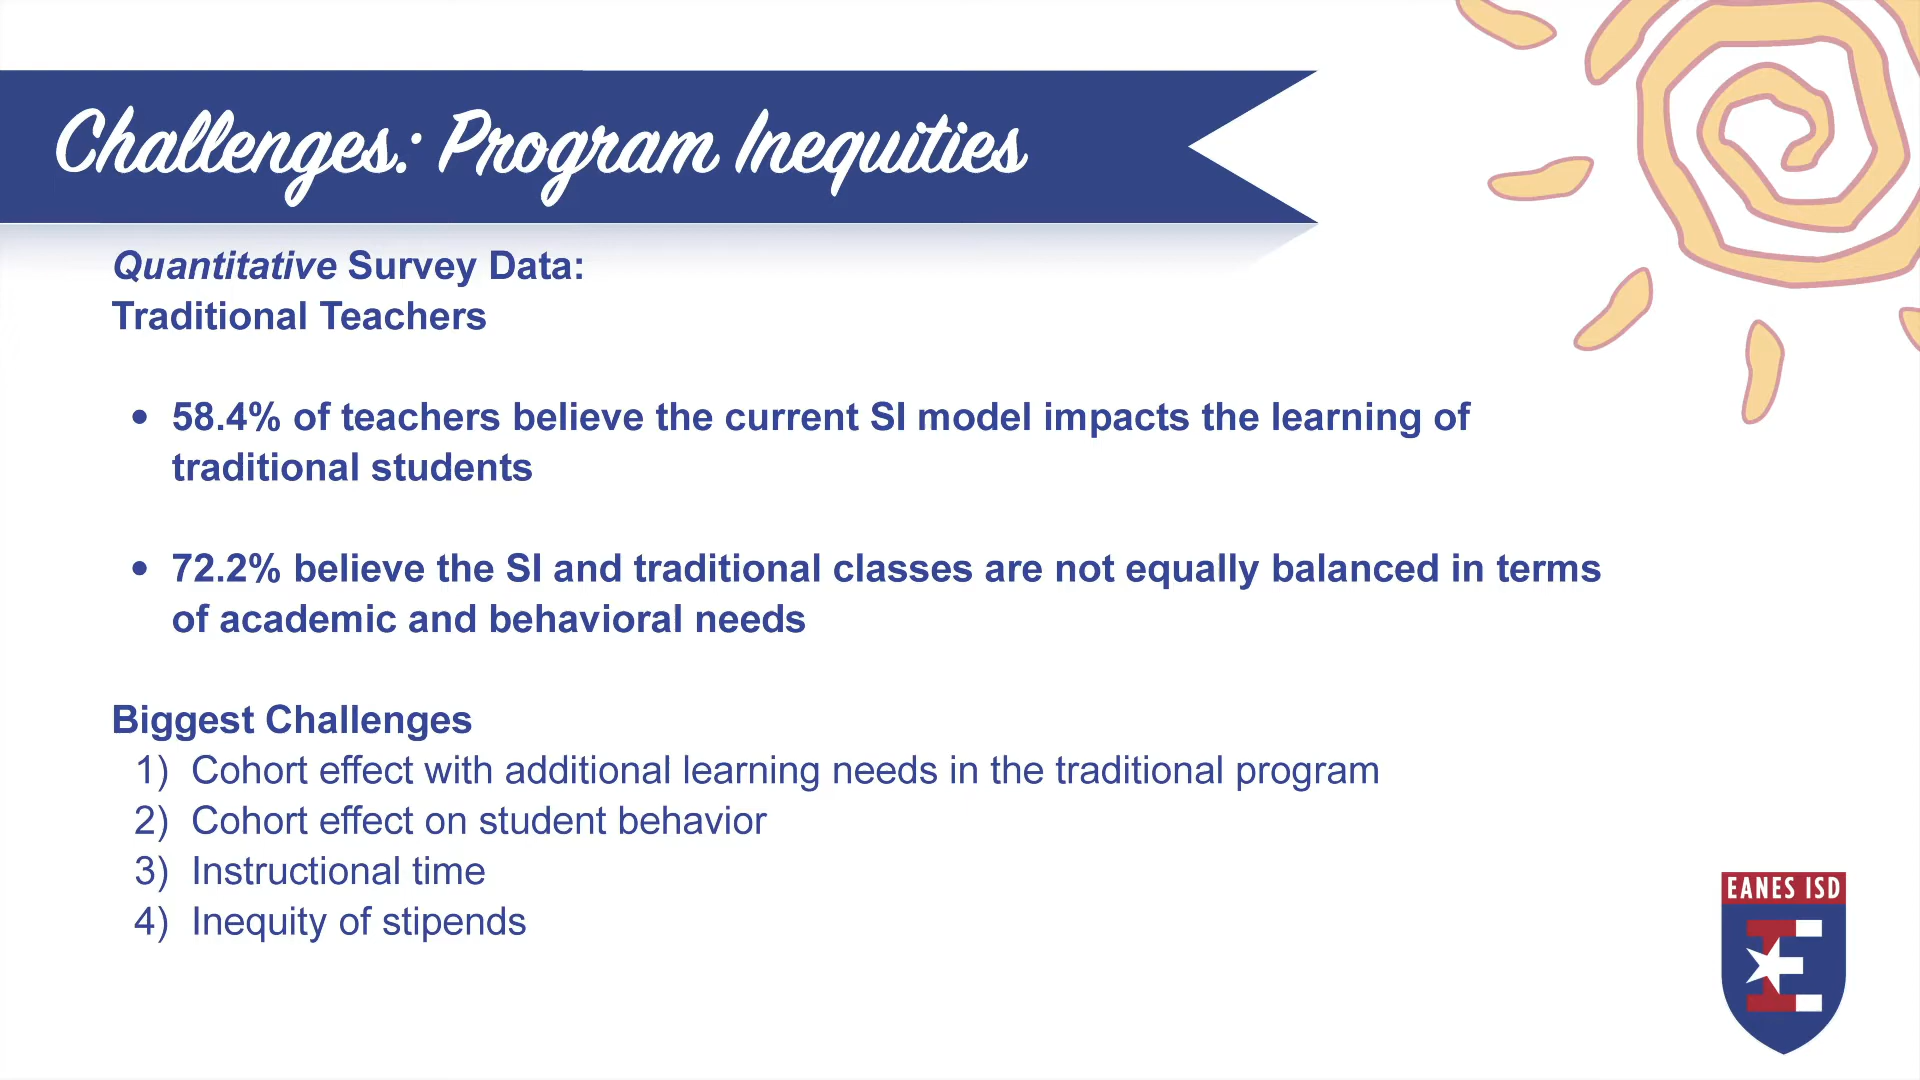 Challenges: Program Inequities
Quantitative Survey Data:
Traditional Teachers
• 58.4% of teachers believe the current SI model impacts the learning of
traditional students
• 72.2% believe the SI and traditional classes are not equally balanced in terms
of academic and behavioral needs
Biggest Challenges
1) Cohort effect with additional learning needs in the traditional program
2) Cohort effect on student behavior
3) Instructional time
4) Inequity of stipends
EANES ISD
E